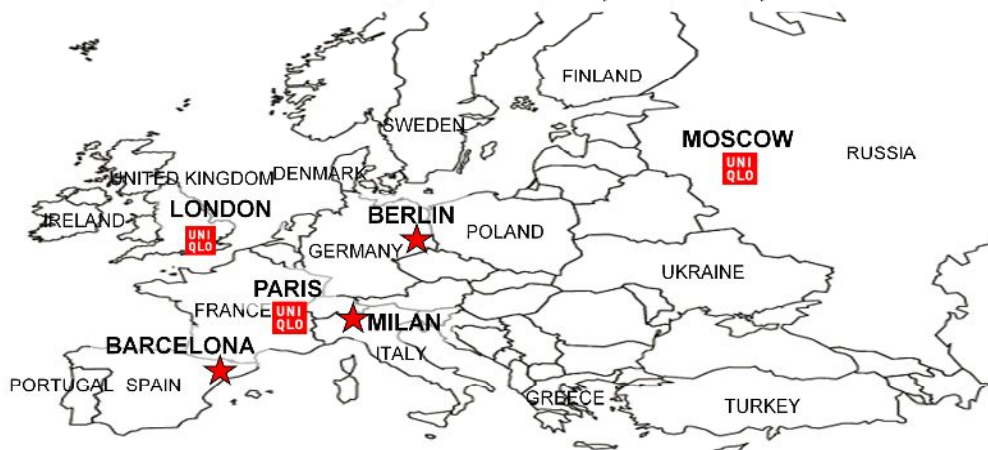 FINLAND
SWEDEN
MOSCOW
UNI
QLO
RUSSIA
UNITED KINGDOM
DENMARK
IRELAND
LONDON
UNI
QLO
BERLIN
GERMANY
POLAND
UKRAINE
PARIS
FRANCE
UNI
QLO
MILAN
ITALY
BARCELONA
PORTUGAL
SPAIN
GREECE
TURKEY